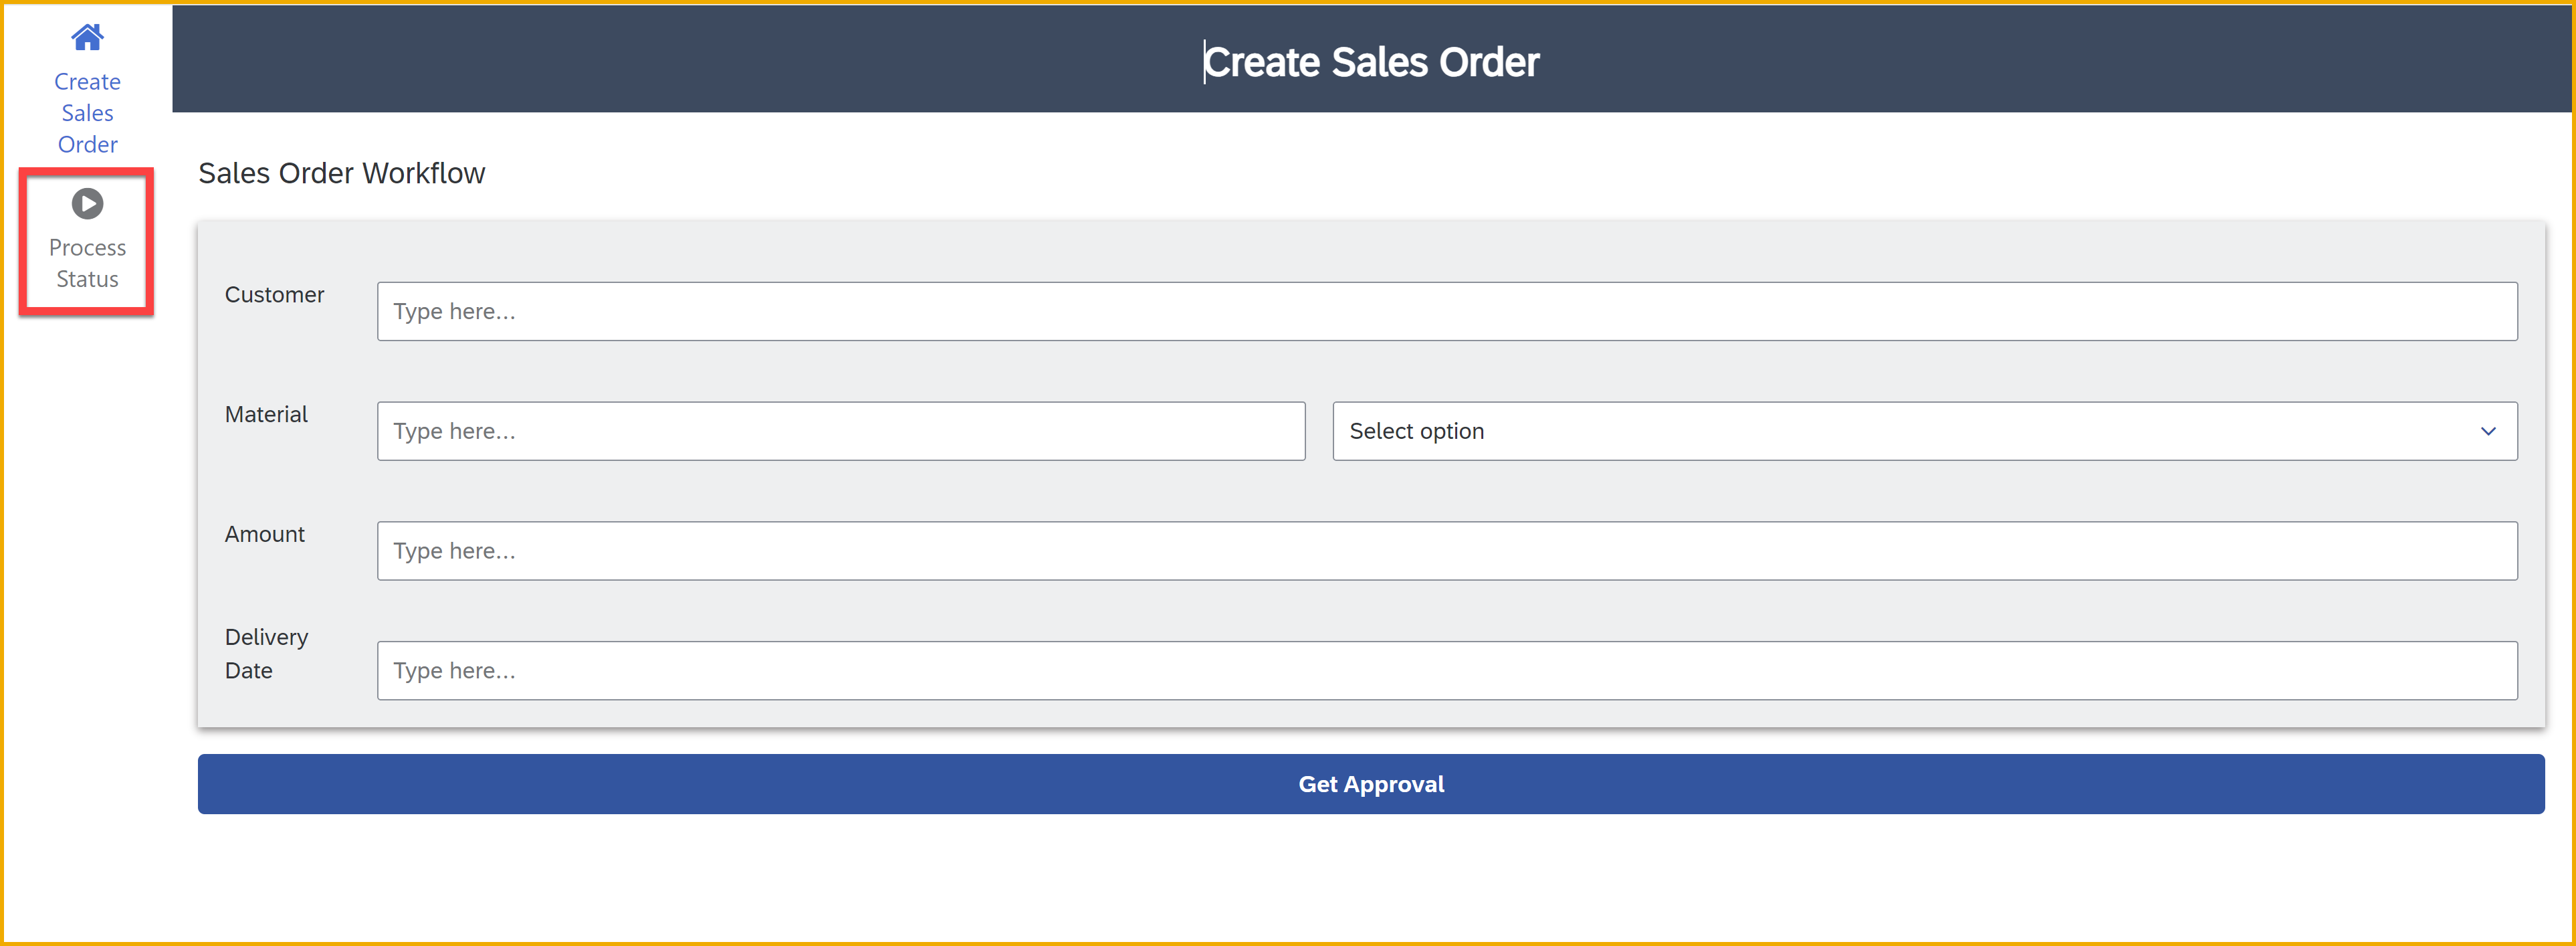 Create
Sales
Order
Process
Status
Create Sales Order
Sales Order Workflow
Customer
Type here...
Material
Type here...
Select option
Amount
Type here...
Delivery
Date
Type here...
Get Approval